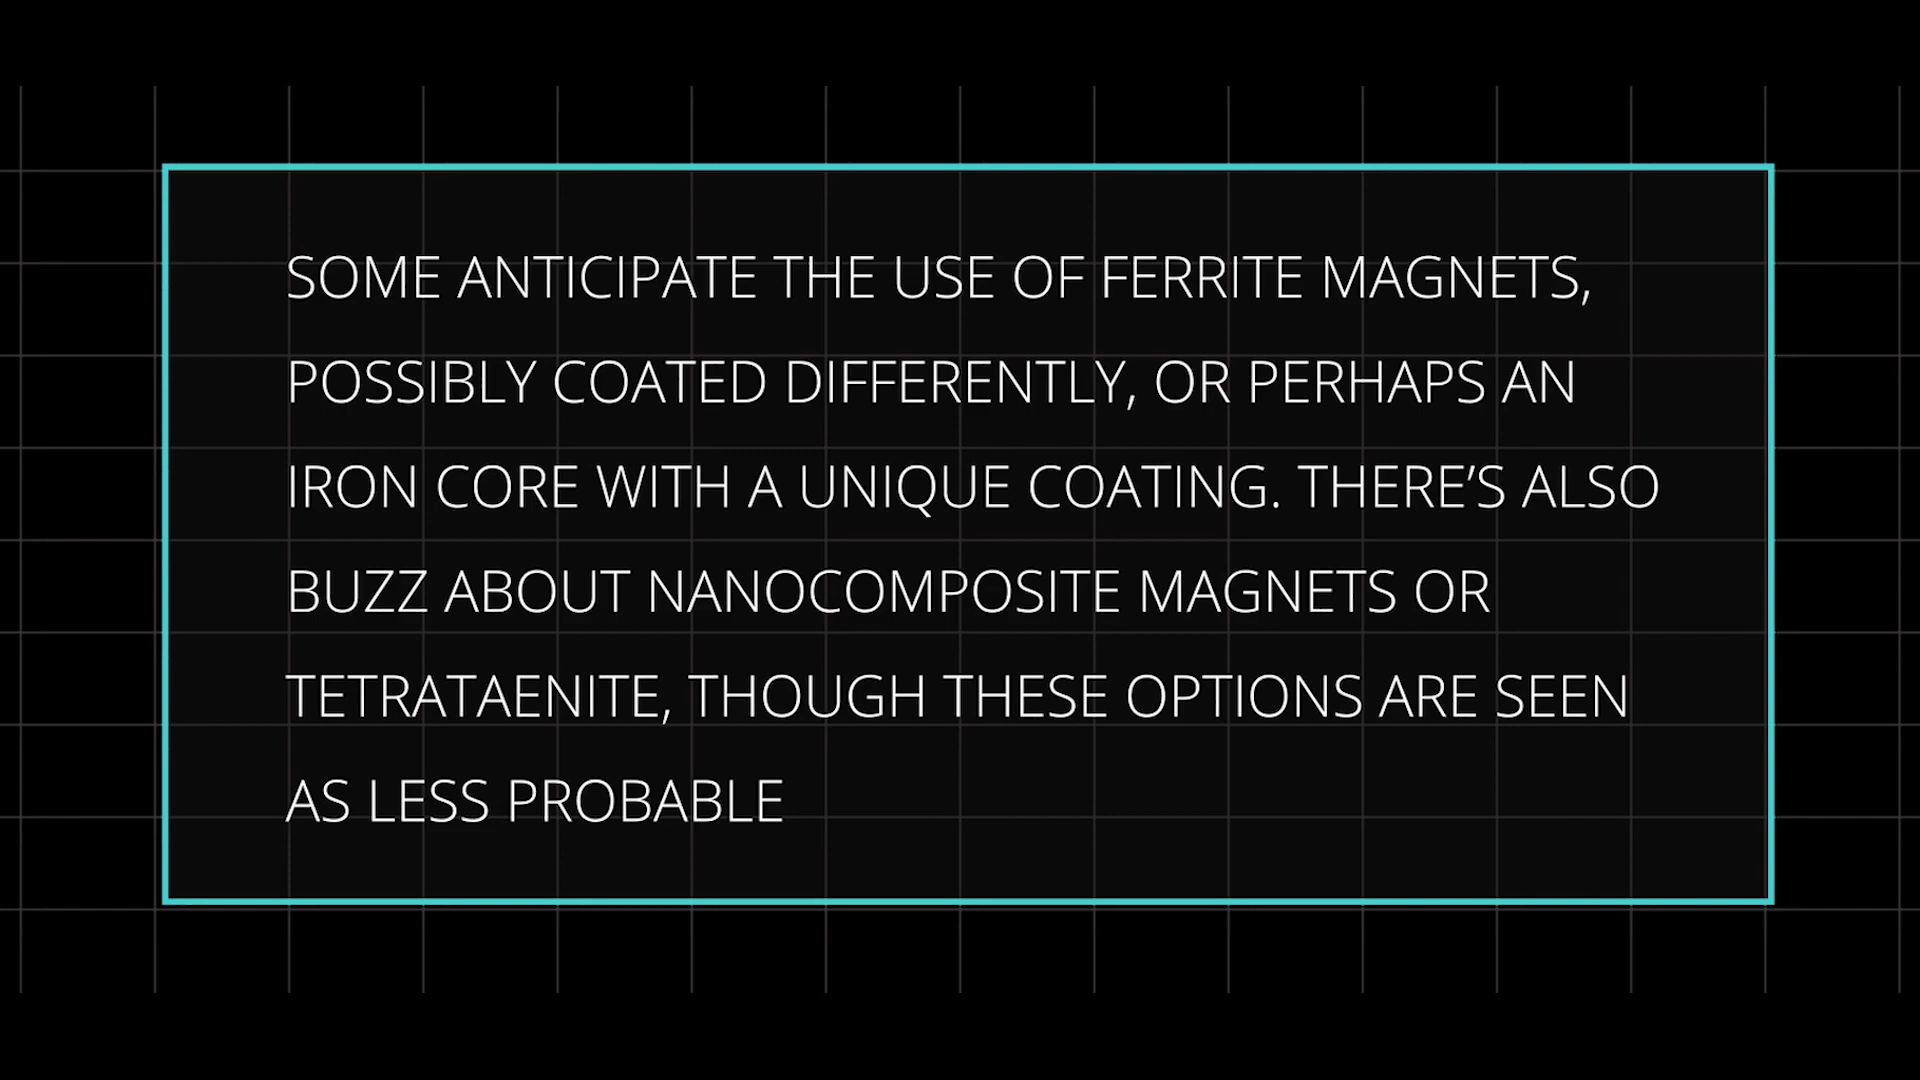 SOME ANTICIPATE THE USE OF FERRITE MAGNETS,
POSSIBLY COATED DIFFERENTLY, OR PERHAPS AN
IRON CORE WITH A UNIQUE COATING. THERE’S ALSO
BUZZ ABOUT NANOCOMPOSITE MAGNETS OR
TETRATAENITE, THOUGH THESE OPTIONS ARE SEEN
AS LESS PROBABLE